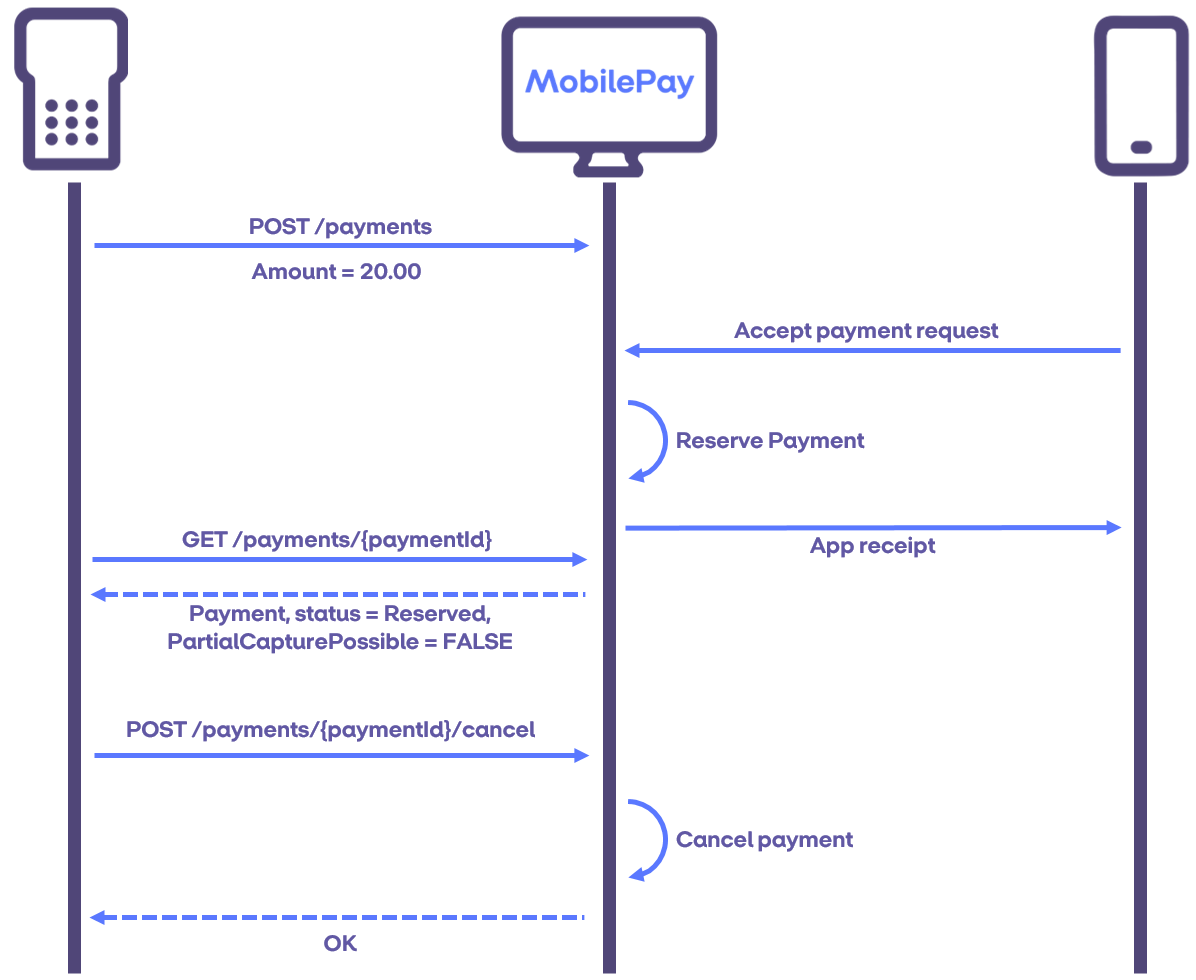 MobilePay
POST /payments
Amount = 20.00
Accept payment request
Reserve Payment
GET /payments/{paymentId}
App receipt
Payment, status = Reserved,
PartialCapturePossible = FALSE
POST /payments/{paymentId}/cancel
Cancel payment
OK